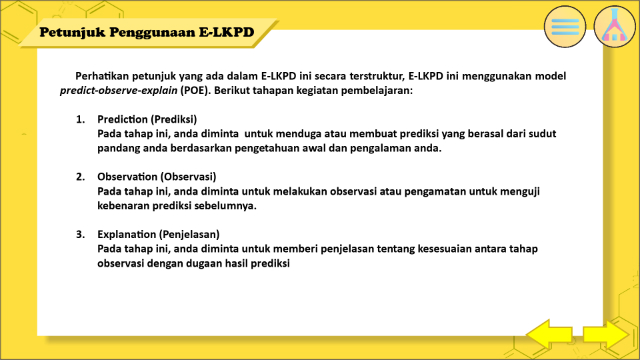 Petunjuk Penggunaan E-LKPD
Perhatikan petunjuk yang ada dalam E-LKPD ini secara terstruktur, E-LKPD ini menggunakan model
predict-observe-explain (POE). Berikut tahapan kegiatan pembelajaran:
1. Prediction (Prediksi)
Pada tahap ini, anda diminta untuk menduga atau membuat prediksi yang berasal dari sudut
pandang anda berdasarkan pengetahuan awal dan pengalaman anda.
2. Observation (Observasi)
Pada tahap ini, anda diminta untuk melakukan observasi atau pengamatan untuk menguji
kebenaran prediksi sebelumnya.
3. Explanation (Penjelasan)
Pada tahap ini, anda diminta untuk memberi penjelasan tentang kesesuaian antara tahap
observasi dengan dugaan hasil prediksi